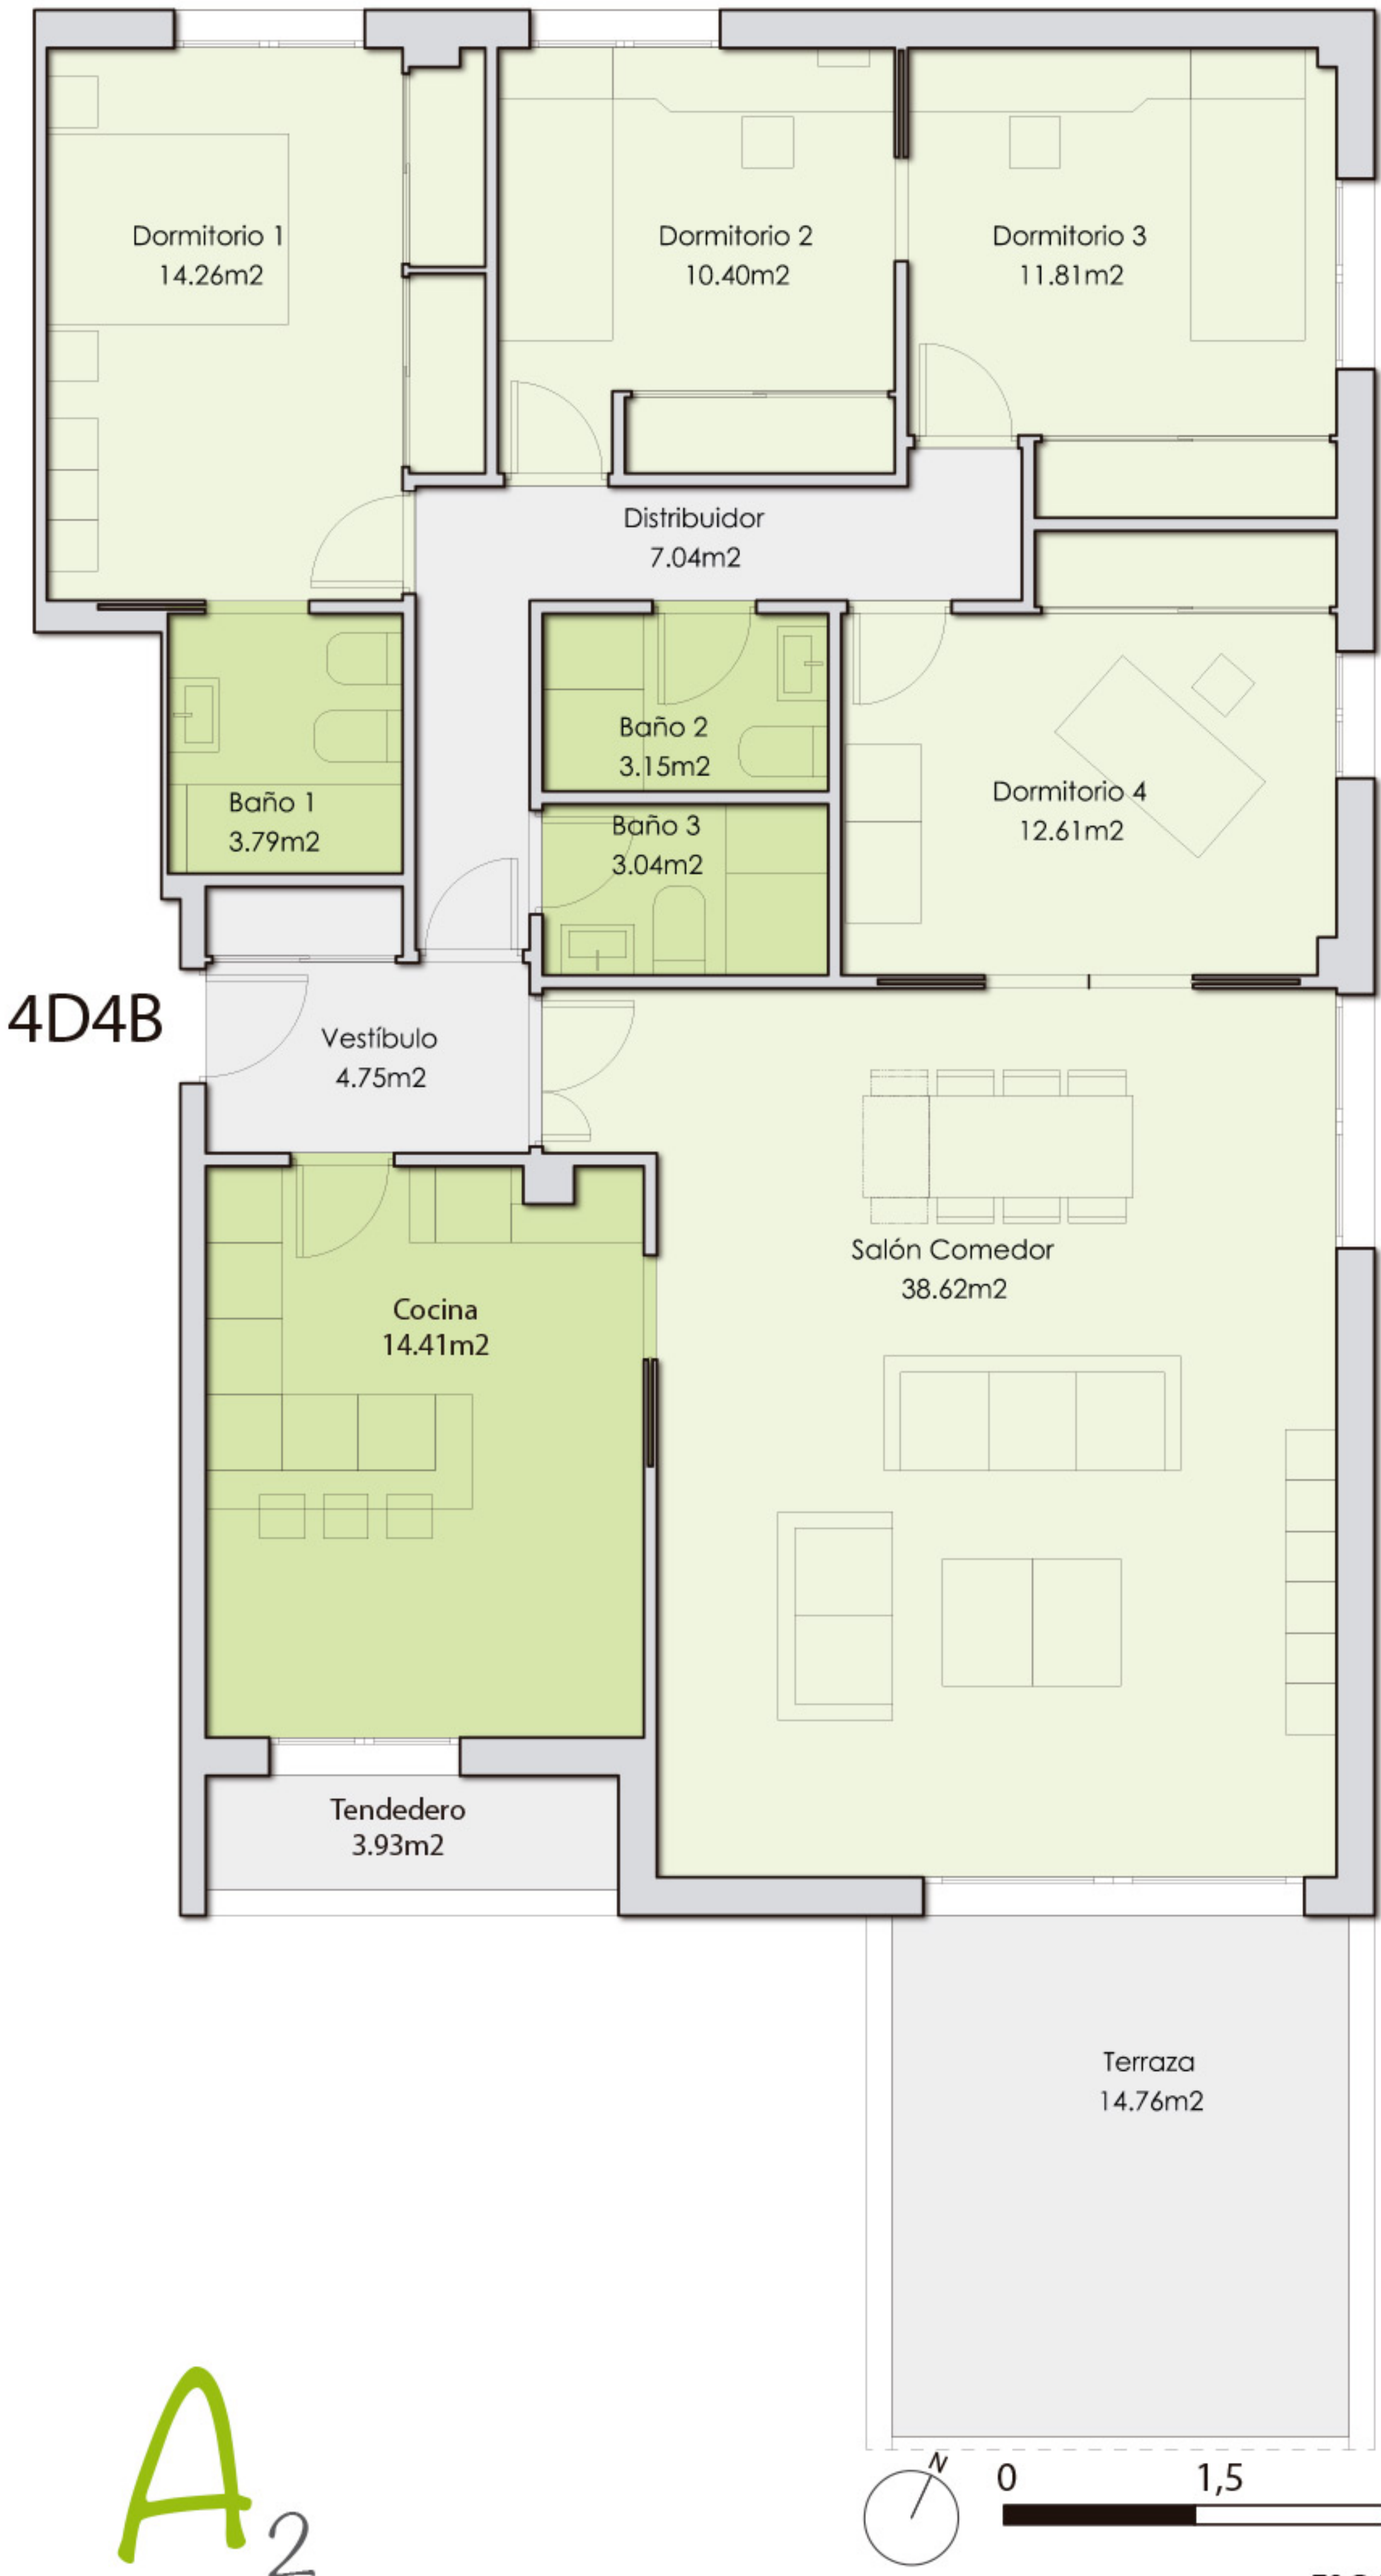 Dormitorio 1
14.26m2
Dormitorio 2
10.40m2
Dormitorio 3
11.81m2
Distribuidor
7.04m2
Baño 1
3.79m2
Baño 2
3.15m2
Baño 3
3.04m2
Dormitorio 4
12.61m2
4D4B
Vestíbulo
4.75m2
Salón Comedor
38.62m2
Cocina
14.41m2
Tendedero
3.93m2
Terraza
14.76m2
A2
N
0 1,5